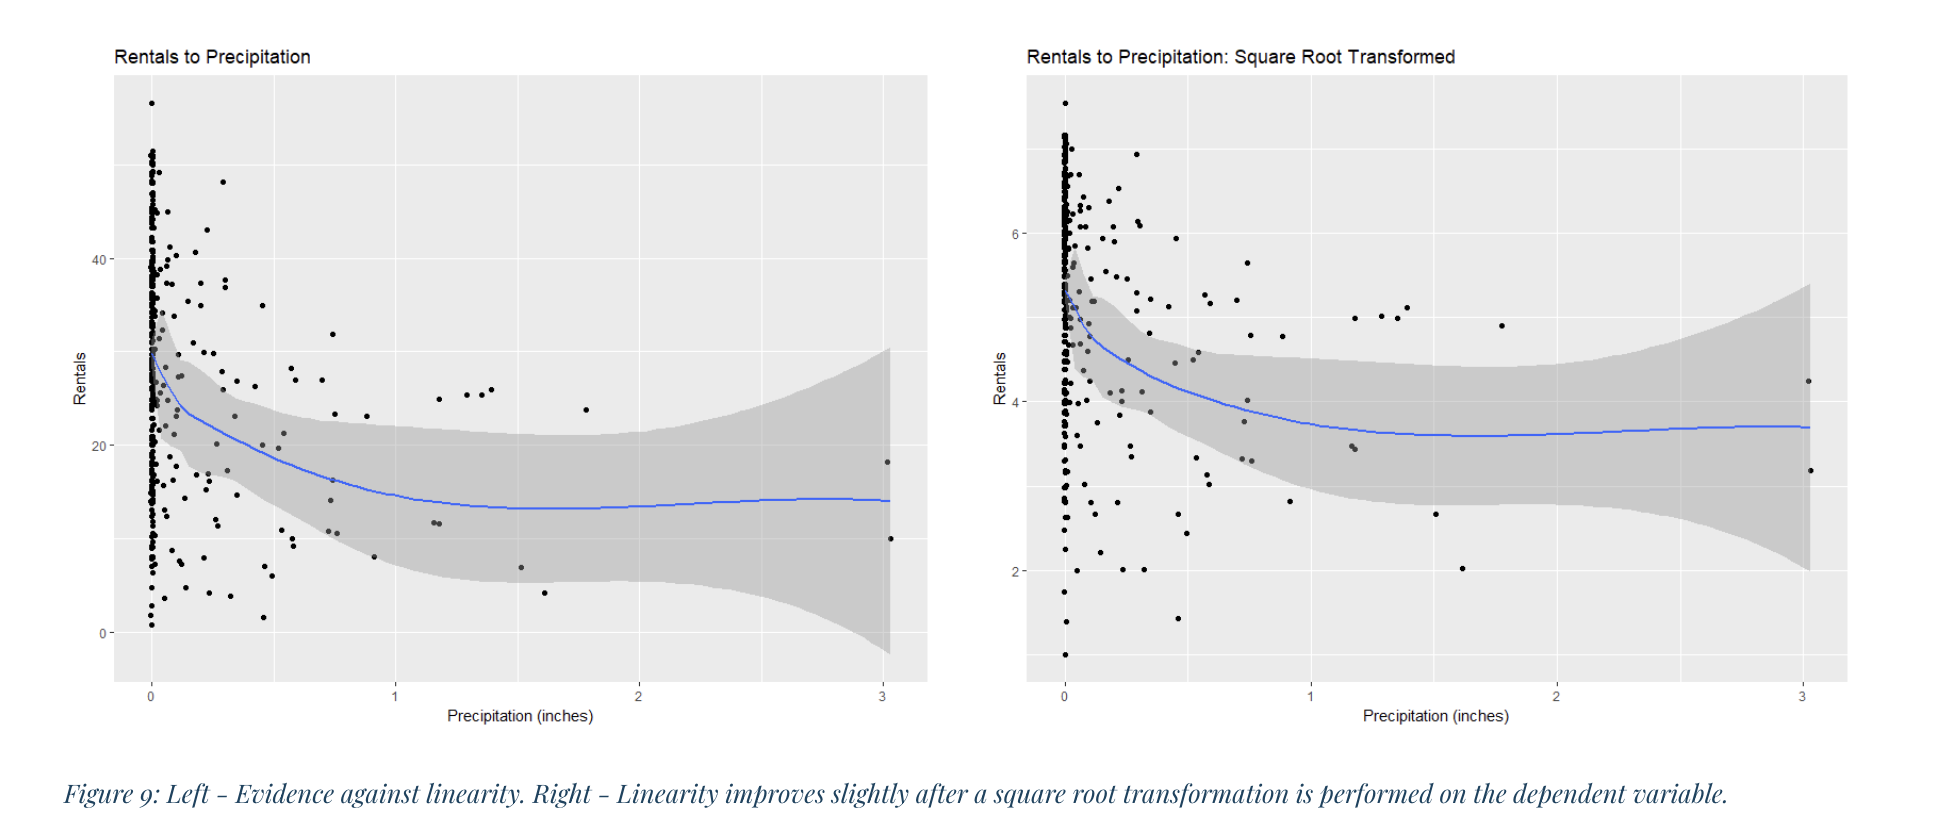 Rentals to Precipitation
Rentals
40
20
0
0 1 2 3
Precipitation (inches)
Rentals to Precipitation: Square Root Transformed
Rentals
6
4
2
0 1 2 3
Precipitation (inches)
Figure 9: Left – Evidence against linearity. Right – Linearity improves slightly after a square root transformation is performed on the dependent variable.